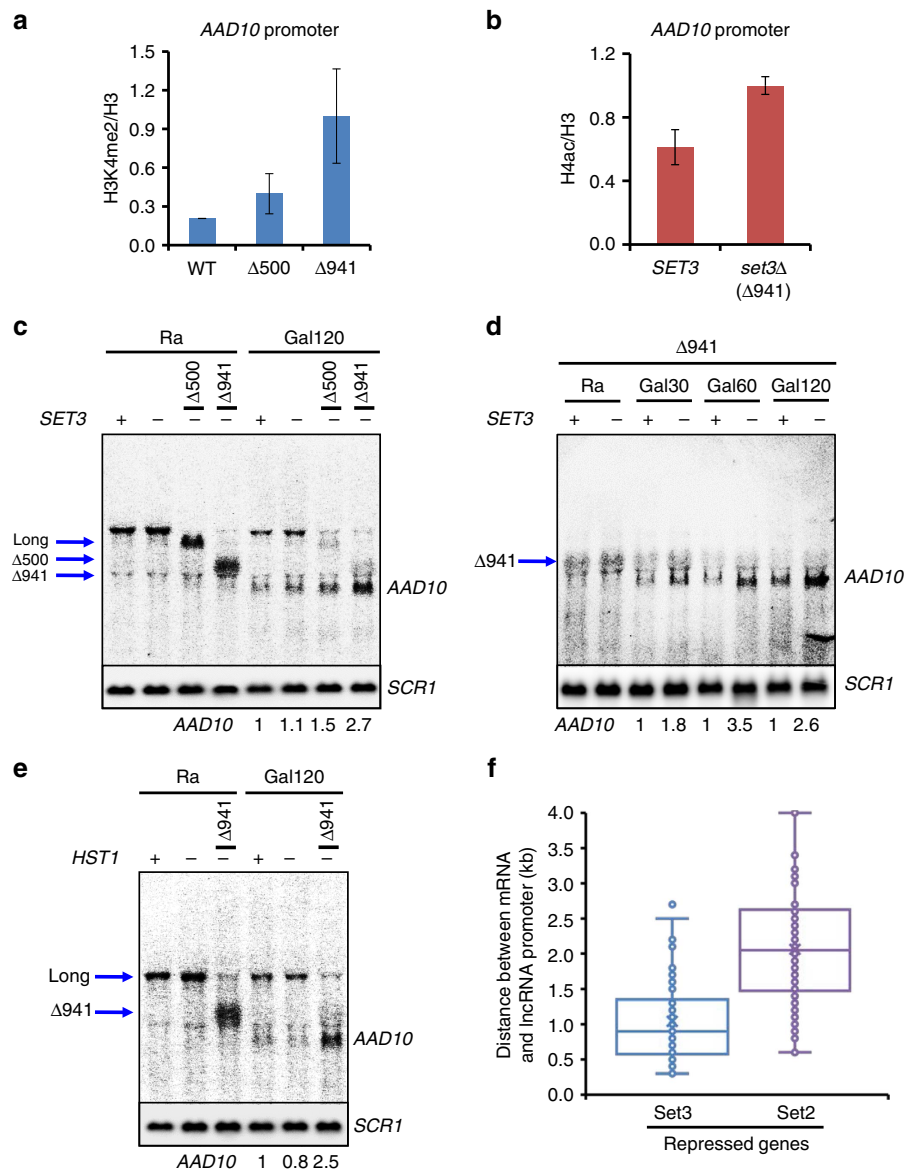 a
AAD10 promoter
H3K4me2/H3
1.5
1.2
0.9
0.6
0.3
0.0
WT Δ500 Δ941
b
AAD10 promoter
H4ac/H3
1.2
0.8
0.4
0.0
SET3 set3Δ
(Δ941)
c
Ra Gal120
Δ500 Δ941 Δ500 Δ941
SET3 + − − − + − − −
Long
Δ500
Δ941
AAD10
SCR1
AAD10 1 1.1 1.5 2.7
d
Δ941
Ra Gal30 Gal60 Gal120
SET3 + − + − + − + −
Δ941
AAD10
SCR1
AAD10 1 1.8 1 3.5 1 2.6
e
Ra Gal120
Δ941 Δ941
HST1 + − − + − −
Long
Δ941
AAD10
SCR1
AAD10 1 0.8 2.5
f
Distance between mRNA
and lncRNA promoter (kb)
4.0
3.5
3.0
2.5
2.0
1.5
1.0
0.5
0.0
Set3 Set2
Repressed genes